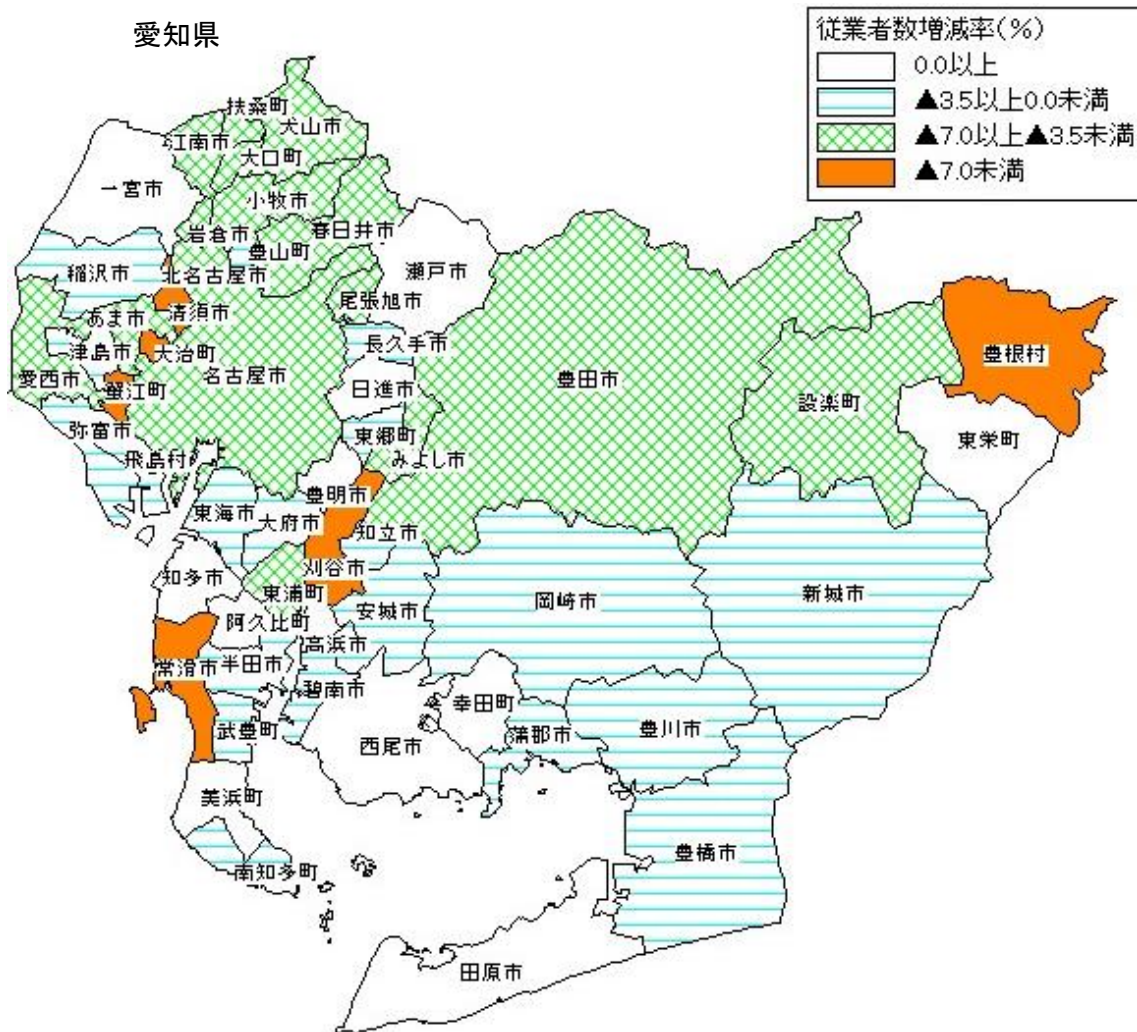 愛知県
従業者数増減率(%)
0.0以上
▲3.5以上0.0未満
▲7.0以上▲3.5未満
▲7.0未満
扶桑町
犬山市
江南市
大口町
一宮市
小牧市
岩倉市
春日井市
豊山町
稲沢市
北名古屋市
瀬戸市
尾張旭市
清須市
あま市
長久手市
津島市
大治町
豊根村
名古屋市
愛西市
蟹江町
日進市
豊田市
設楽町
弥富市
東郷町
東栄町
みよし市
飛島村
豊明市
東海市
大府市
知立市
知多市
刈谷市
東浦町
岡崎市
新城市
安城市
阿久比町
高浜市
半田市
常滑市
碧南市
幸田町
武豊町
蒲郡市
豊川市
西尾市
美浜町
豊橋市
南知多町
田原市